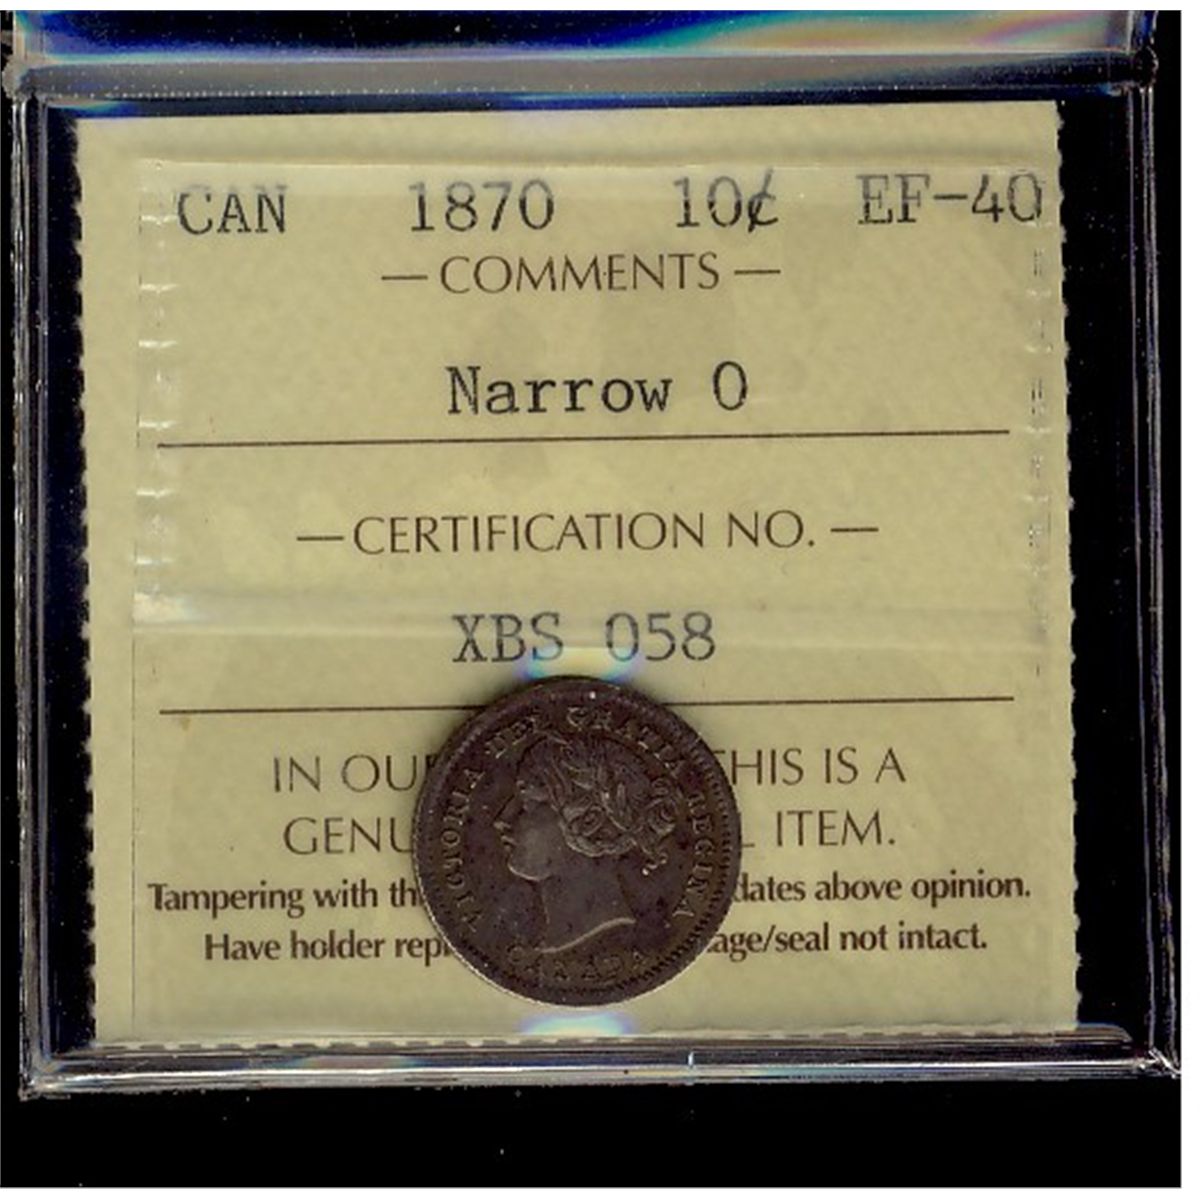 CAN 1870 10¢ EF-40
— COMMENTS —
Narrow 0
— CERTIFICATION NO. —
XBS 058
IN OU HIS IS A
GENU L ITEM.
Tampering with th dates above opinion.
Have holder rep age/seal not intact.
VICTORIA DEI GRATIA REGINA
CANADA